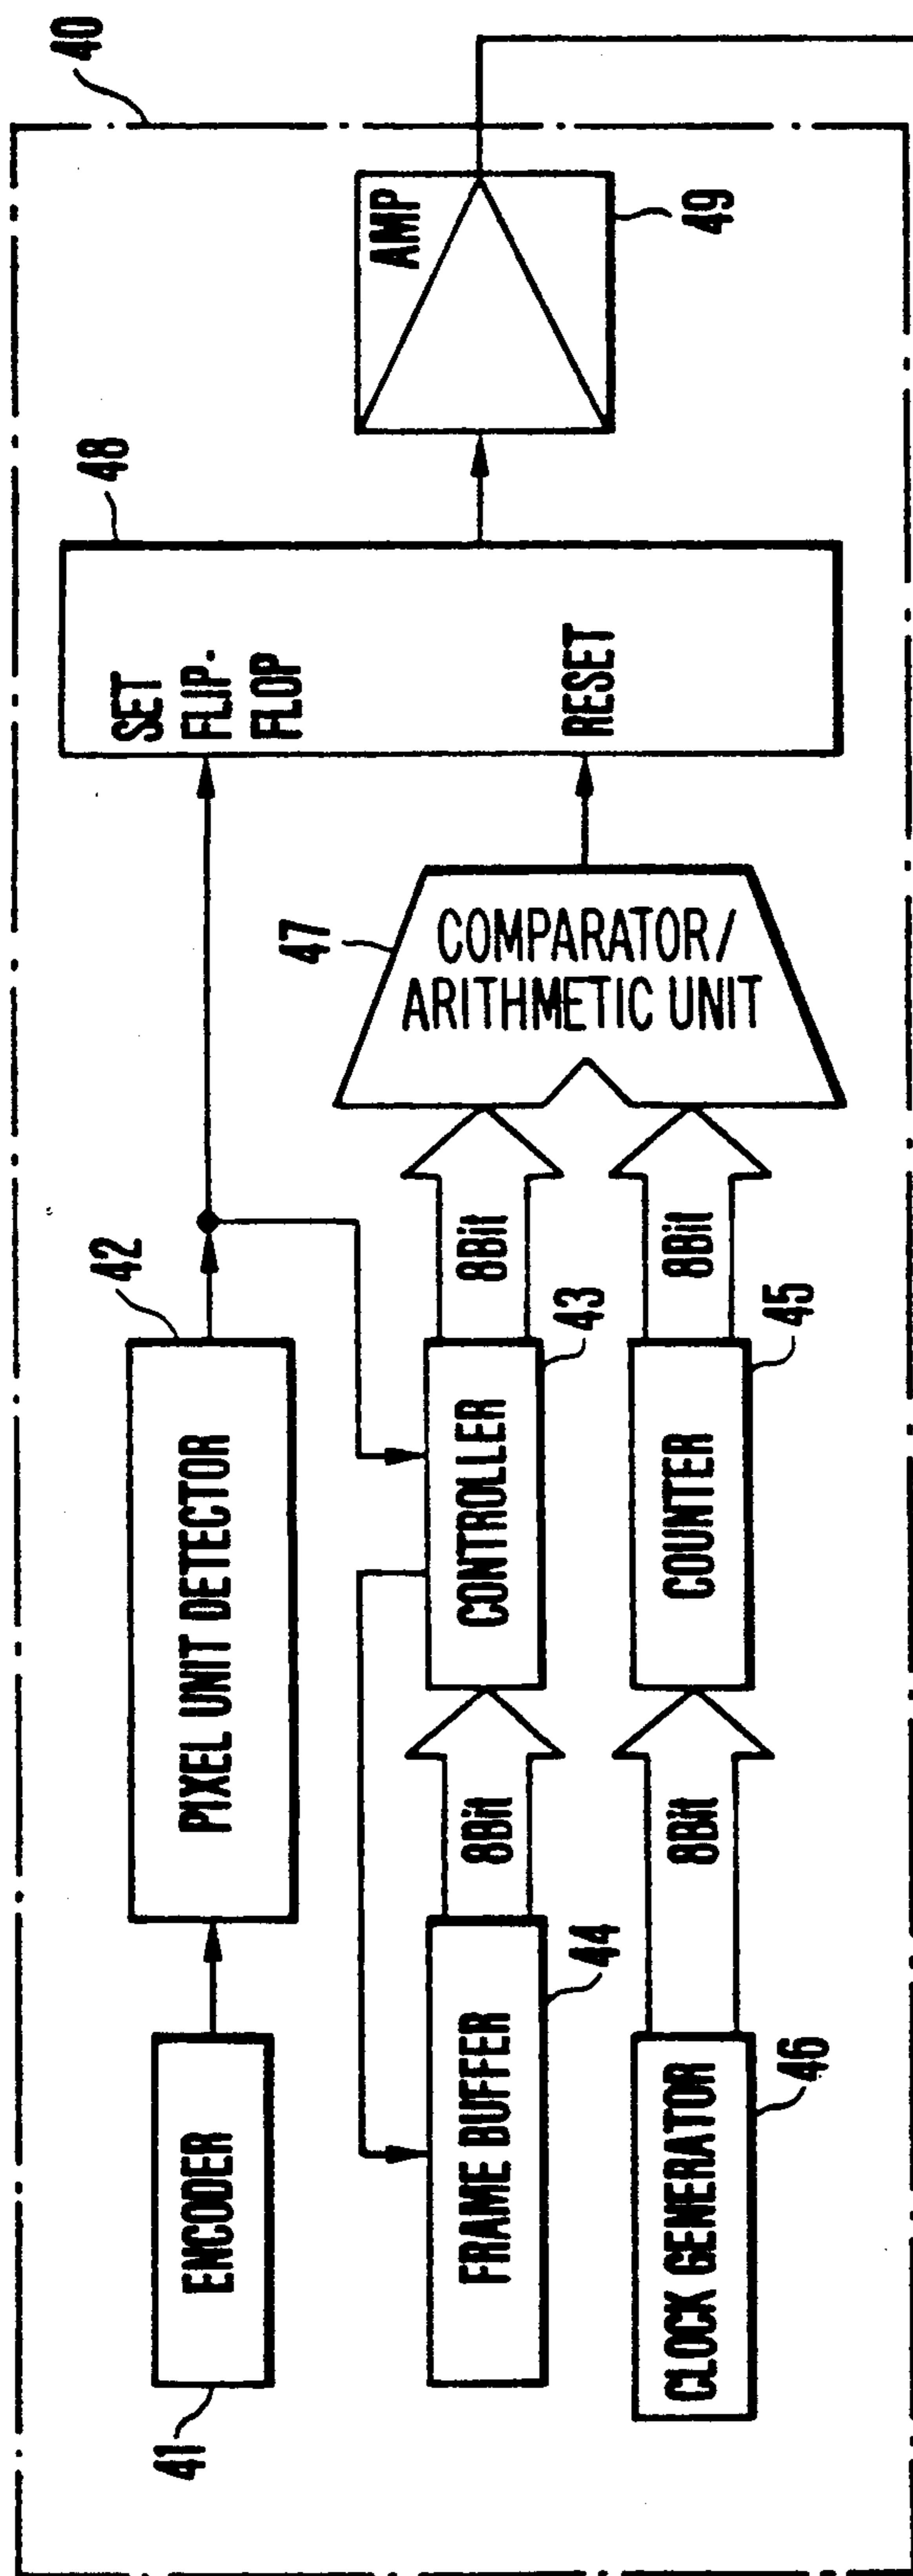 40
41
ENCODER
42
PIXEL UNIT DETECTOR
48
SET
FLIP-
FLOP
RESET
AMP
49
44
FRAME BUFFER
8Bit
CONTROLLER
43
8Bit
47
COMPARATOR/
ARITHMETIC UNIT
CLOCK GENERATOR
46
8Bit
COUNTER
45
8Bit